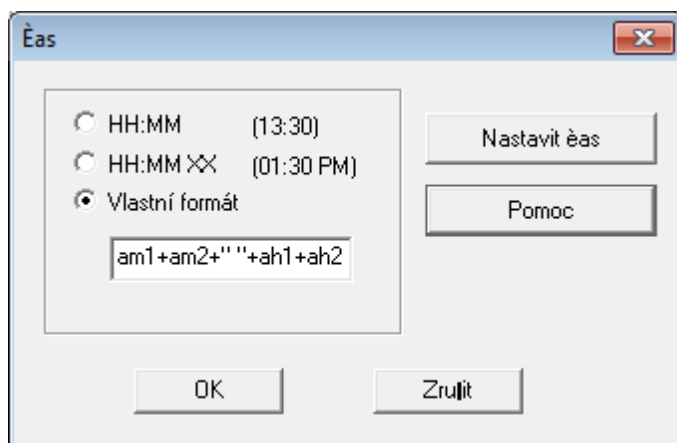 Èas
HH:MM (13:30)
HH:MM XX (01:30 PM)
Vlastní formát
am1+am2+" "+ah1+ah2
Nastavit èas
Pomoc
OK